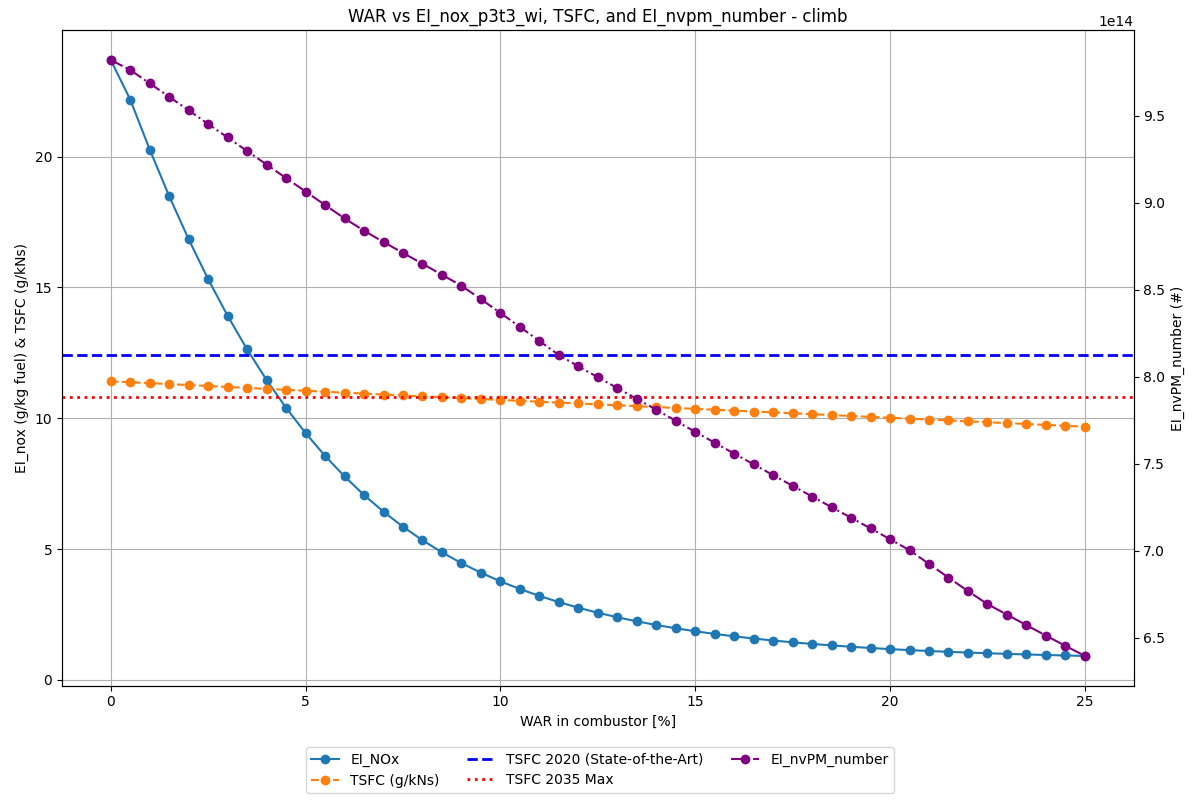 WAR vs EI_nox_p3t3_wi, TSFC, and EI_nvpm_number - climb
1e14
EI_nox (g/kg fuel) & TSFC (g/kNs)
20
15
10
5
0
9.5
9.0
8.5
8.0
7.5
7.0
6.5
EI_nvPM_number (#)
0 5 10 15 20 25
WAR in combustor [%]
EI_NOx
TSFC (g/kNs)
TSFC 2020 (State-of-the-Art)
TSFC 2035 Max
EI_nvPM_number